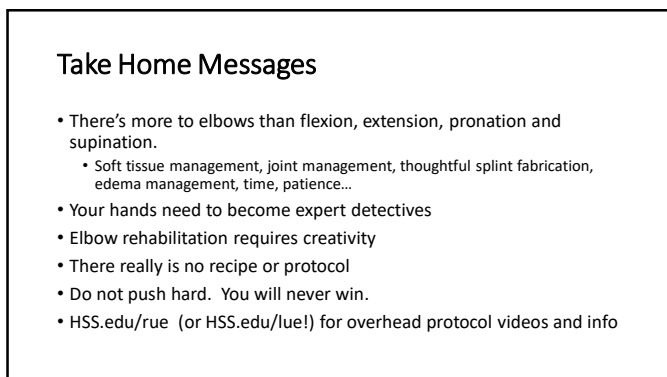 Take Home Messages
• There’s more to elbows than flexion, extension, pronation and
supination.
• Soft tissue management, joint management, thoughtful splint fabrication,
edema management, time, patience…
• Your hands need to become expert detectives
• Elbow rehabilitation requires creativity
• There really is no recipe or protocol
• Do not push hard.  You will never win.
• HSS.edu/rue  (or HSS.edu/lue!) for overhead protocol videos and info